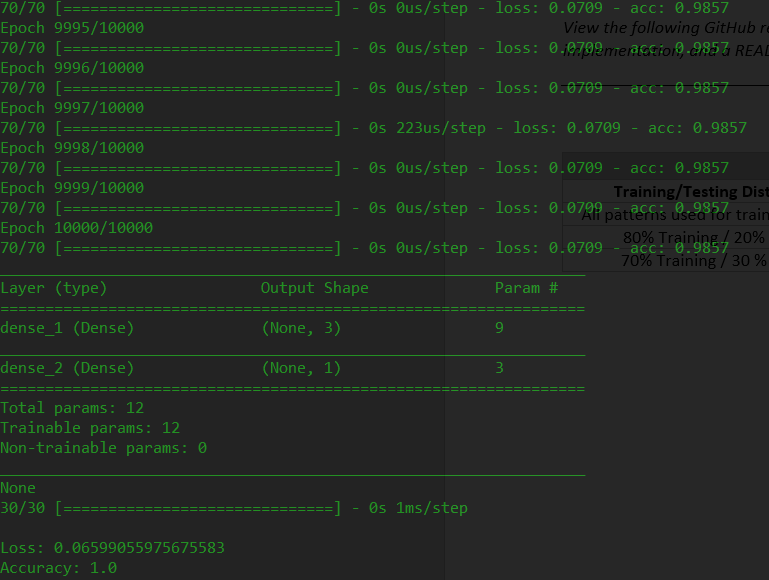 70/70 [==============================] - 0s 0us/step - loss: 0.0709 - acc: 0.9857
Epoch 9995/10000
70/70 [==============================] - 0s 0us/step - loss: 0.0709 - acc: 0.9857
Epoch 9996/10000
70/70 [==============================] - 0s 0us/step - loss: 0.0709 - acc: 0.9857
Epoch 9997/10000
70/70 [==============================] - 0s 223us/step - loss: 0.0709 - acc: 0.9857
Epoch 9998/10000
70/70 [==============================] - 0s 0us/step - loss: 0.0709 - acc: 0.9857
Epoch 9999/10000
70/70 [==============================] - 0s 0us/step - loss: 0.0709 - acc: 0.9857
Epoch 10000/10000
70/70 [==============================] - 0s 0us/step - loss: 0.0709 - acc: 0.9857
_________________________________________________________________
Layer (type) Output Shape Param #
=================================================================
dense_1 (Dense) (None, 3) 9
_________________________________________________________________
dense_2 (Dense) (None, 1) 3
=================================================================
Total params: 12
Trainable params: 12
Non-trainable params: 0
_________________________________________________________________
None
30/30 [==============================] - 0s 1ms/step
Loss: 0.06599055975675583
Accuracy: 1.0
View the following GitHub re
implementation, and a READ
Training/Testing Dist
All patterns used for train
80% Training / 20%
70% Training / 30 %